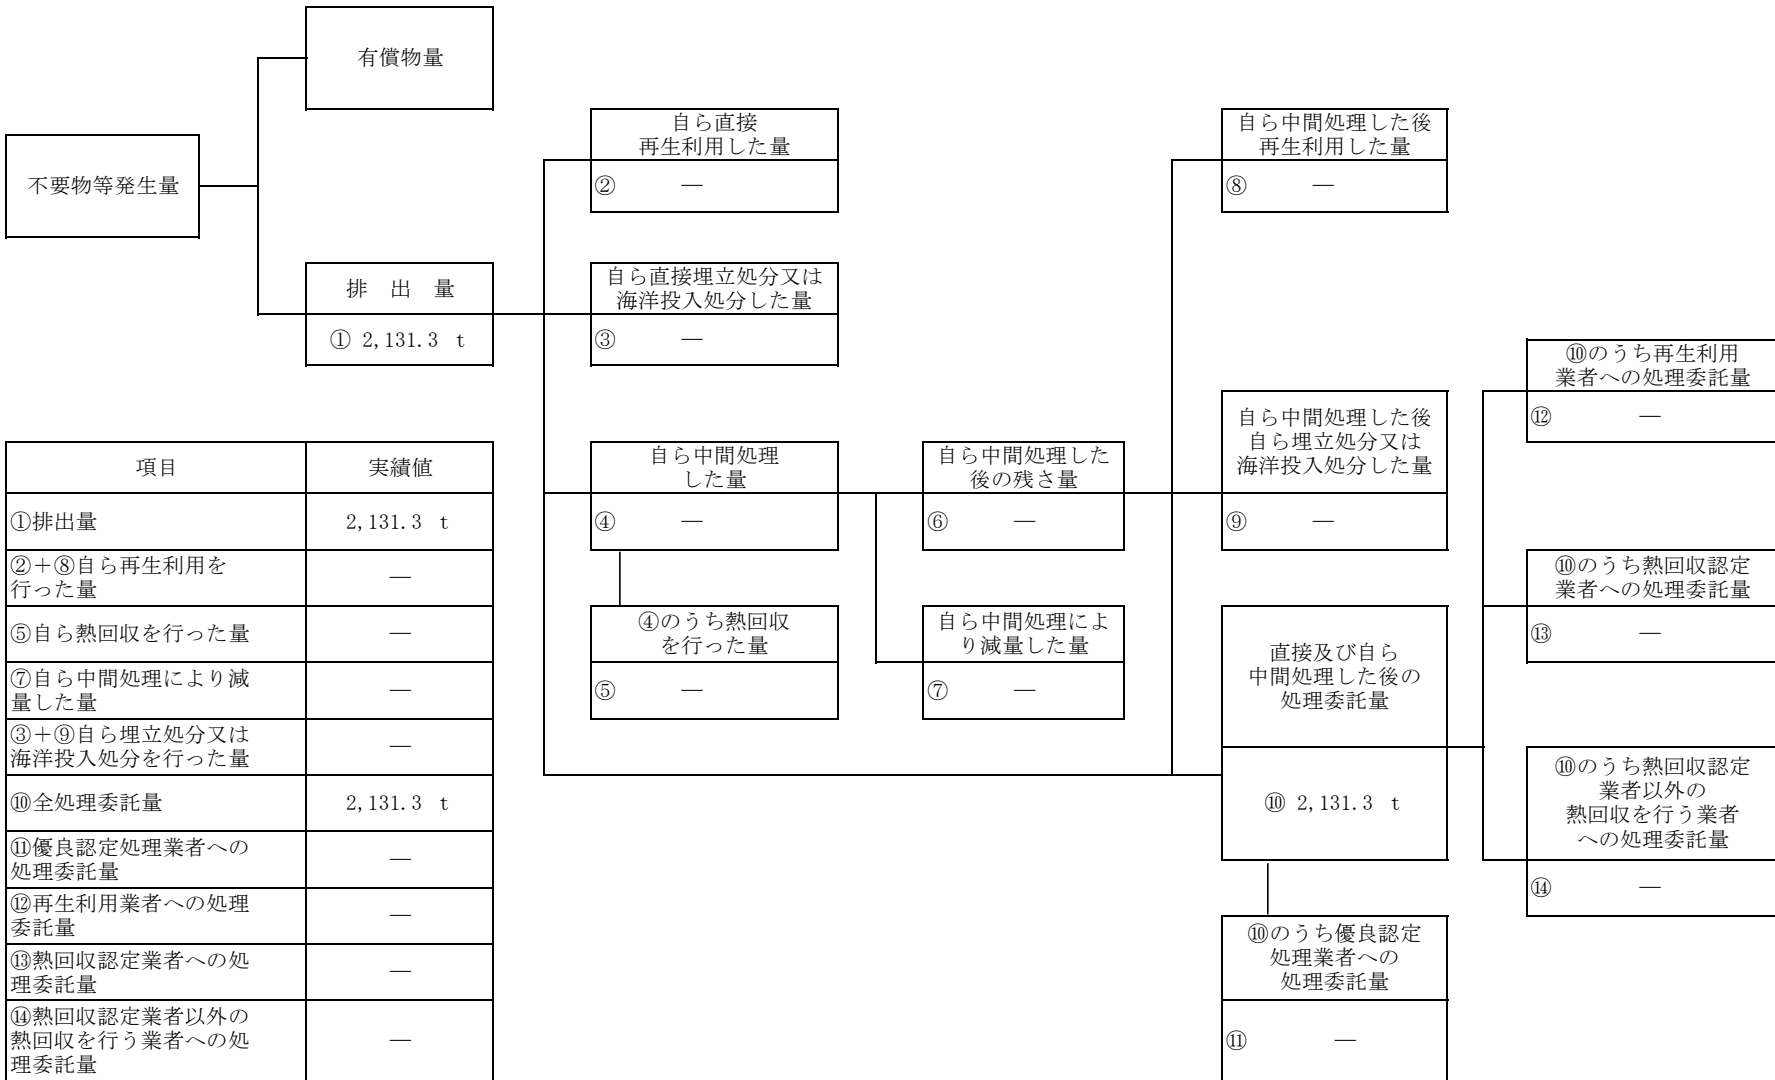 有償物量
不要物等発生量
排　出　量
① 2,131.3 t
自ら直接
再生利用した量
② ―
自ら直接埋立処分又は
海洋投入処分した量
③ ―
自ら中間処理
した量
④ ―
④のうち熱回収
を行った量
⑤ ―
自ら中間処理した
後の残さ量
⑥ ―
自ら中間処理によ
り減量した量
⑦ ―
自ら中間処理した後
再生利用した量
⑧ ―
自ら中間処理した後
自ら埋立処分又は
海洋投入処分した量
⑨ ―
直接及び自ら
中間処理した後の
処理委託量
⑩ 2,131.3 t
⑩のうち優良認定
処理業者への
処理委託量
⑪ ―
⑩のうち再生利用
業者への処理委託量
⑫ ―
⑩のうち熱回収認定
業者への処理委託量
⑬ ―
⑩のうち熱回収認定
業者以外の
熱回収を行う業者
への処理委託量
⑭ ―
項目 実績値
①排出量 2,131.3 t
②＋⑧自ら再生利用を
行った量 ―
⑤自ら熱回収を行った量 ―
⑦自ら中間処理により減
量した量 ―
③＋⑨自ら埋立処分又は
海洋投入処分を行った量 ―
⑩全処理委託量 2,131.3 t
⑪優良認定処理業者への
処理委託量 ―
⑫再生利用業者への処理
委託量 ―
⑬熱回収認定業者への処
理委託量 ―
⑭熱回収認定業者以外の
熱回収を行う業者への処
理委託量 ―